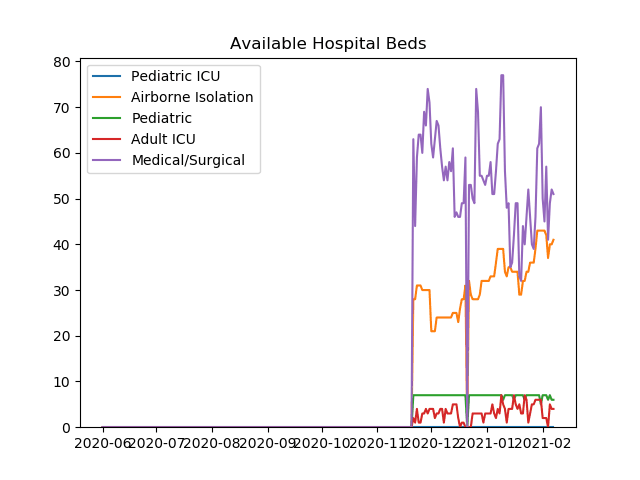 Available Hospital Beds
Pediatric ICU
Airborne Isolation
Pediatric
Adult ICU
Medical/Surgical
80
70
60
50
40
30
20
10
0
2020-06 2020-07 2020-08 2020-09 2020-10 2020-11 2020-12 2021-01 2021-02